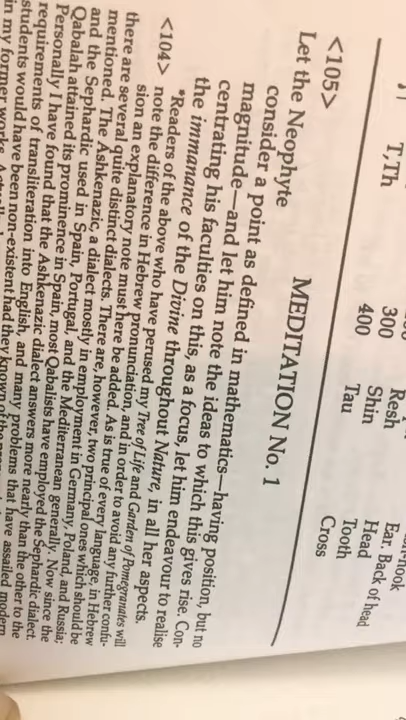 Ear. Back of head
Resh Head
300 Shin Tooth
T,Th 400 Tau Cross
<105>
MEDITATION No. 1
Let the Neophyte
consider a point as defined in mathematics—having position, but no
magnitude—and let him note the ideas to which this gives rise. Con-
centrating his faculties on this, as a focus, let him endeavour to realise
the immanance of the Divine throughout Nature, in all her aspects.
*Readers of the above who have perused my Tree of Life and Garden of Pomegranates will
<104> note the difference in Hebrew pronunciation, and in order to avoid any further confu-
sion an explanatory note must here be added. As is true of every language, in Hebrew
there are several quite distinct dialects. There are, however, two principal ones which should be
mentioned. The Ashkenazic, a dialect mostly in employment in Germany, Poland, and Russia;
and the Sephardic used in Spain, Portugal, and the Mediterranean generally. Now since the
Qabalah attained its prominence in Spain, most Qabalists have employed the Sephardic dialect.
Personally I have found that the Ashkenazic dialect answers more nearly than the other to the
requirements of transliteration into English, and many problems that have assailed modern
students would have been non-existent had they known of the
in my former works.